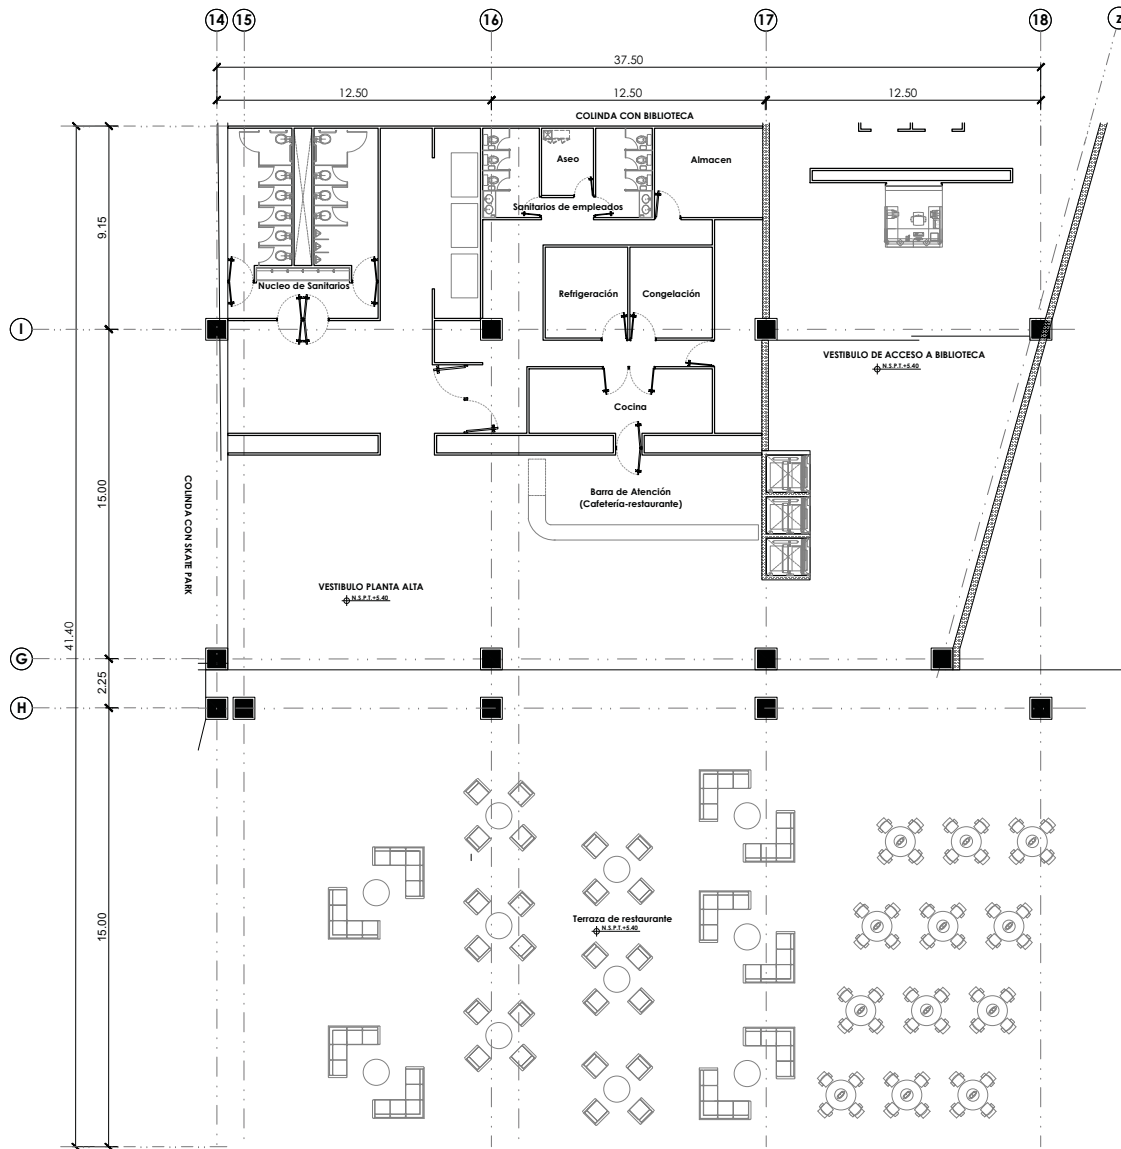 14
15
16
17
18
z
37.50
12.50
12.50
12.50
COLINDA CON BIBLIOTECA
Aseo
Almacen
Sanitarios de empleados
9.15
Nucleo de Sanitarios
Refrigeración
Congelación
I
VESTIBULO DE ACCESO A BIBLIOTECA
N.S.P.T.+5.40
Cocina
Barra de Atención
(Cafetería-restaurante)
COLINDA CON SKATE PARK
15.00
VESTIBULO PLANTA ALTA
N.S.P.T.+5.40
41.40
G
2.25
H
Terraza de restaurante
N.S.P.T.+5.40
15.00